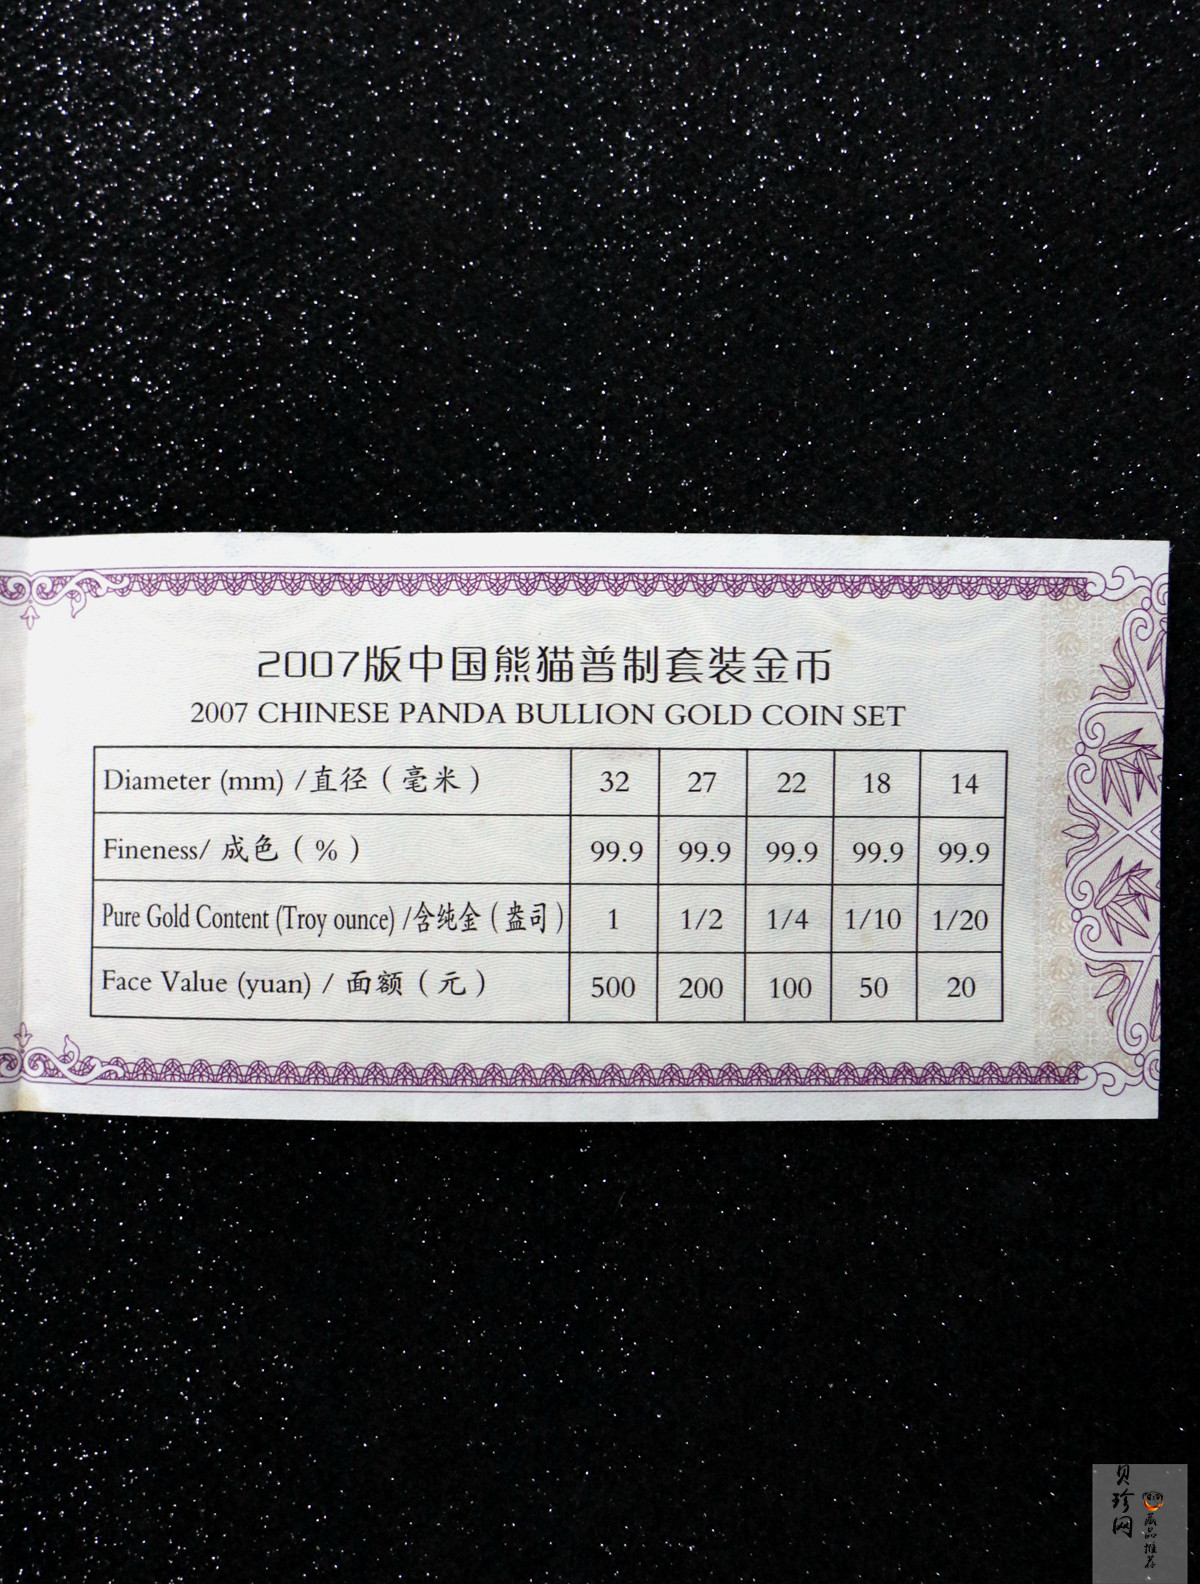 2007版中国熊猫普制套装金币
2007 CHINESE PANDA BULLION GOLD COIN SET
Diameter (mm) /直径（毫米） 32 27 22 18 14
Fineness/ 成色（%） 99.9 99.9 99.9 99.9 99.9
Pure Gold Content (Troy ounce) /含纯金（盎司） 1 1/2 1/4 1/10 1/20
Face Value (yuan) / 面额（元） 500 200 100 50 20
贝珍网
藏品推荐